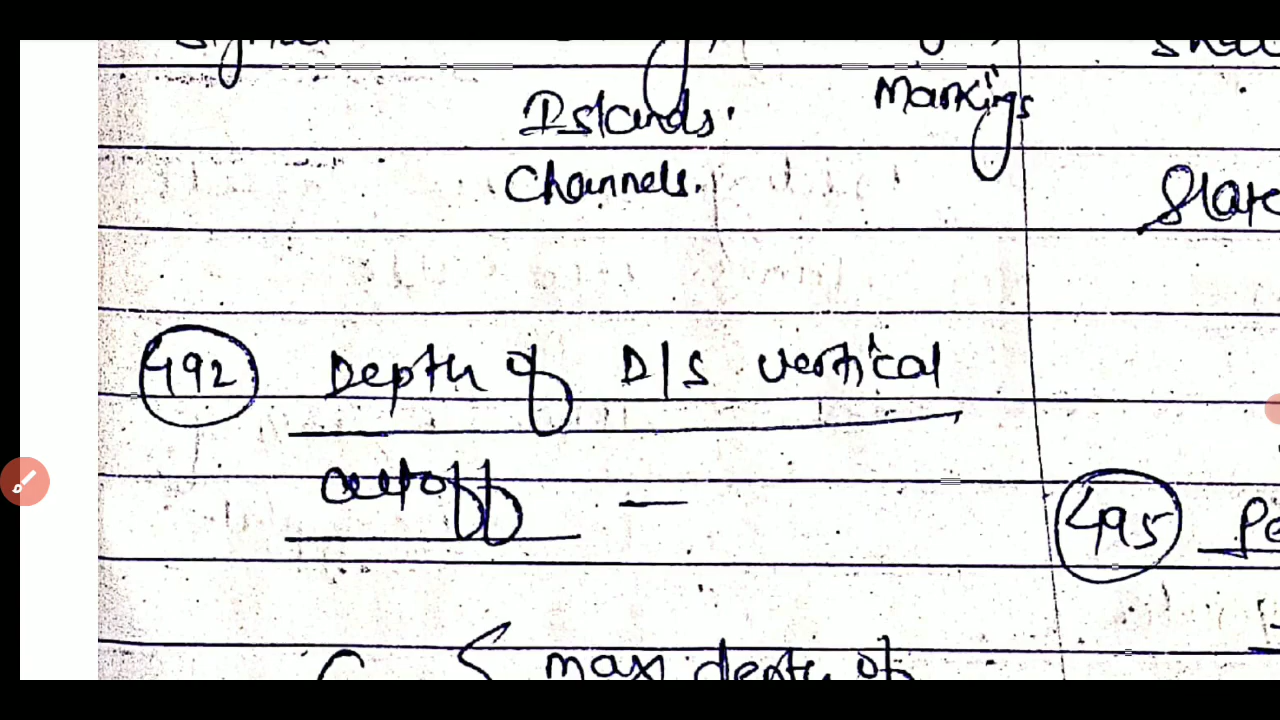 Markings
Islands.
Channels.
492 Depth of D/S vertical
cutoff —
495
max depth of